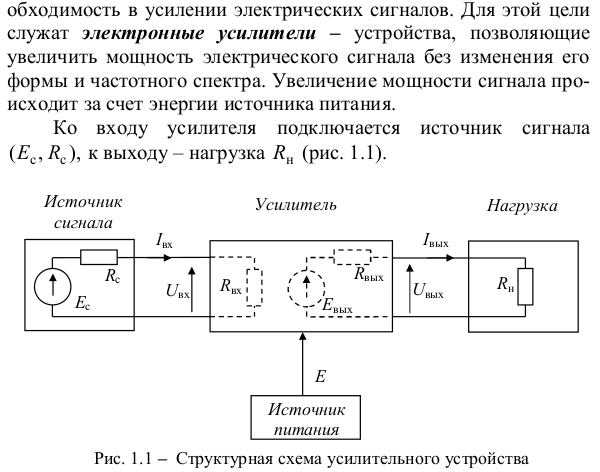 обходимость в усилении электрических сигналов. Для этой цели
служат электронные усилители – устройства, позволяющие
увеличить мощность электрического сигнала без изменения его
формы и частотного спектра. Увеличение мощности сигнала про-
исходит за счет энергии источника питания.
Ко входу усилителя подключается источник сигнала
(Eс, Rс), к выходу – нагрузка Rн (рис. 1.1).
Источник
сигнала
Усилитель
Нагрузка
Iвх
Iвых
Rс
Eс
Uвх
Rвх
Rвых
Eвых
Uвых
Rн
E
Источник
питания
Рис. 1.1 – Структурная схема усилительного устройства